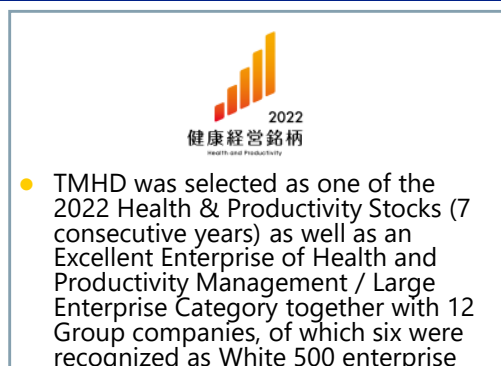 2022
健康経営銘柄
Health and Productivity
TMHD was selected as one of the
2022 Health & Productivity Stocks (7
consecutive years) as well as an
Excellent Enterprise of Health and
Productivity Management / Large
Enterprise Category together with 12
Group companies, of which six were
recognized as White 500 enterprise